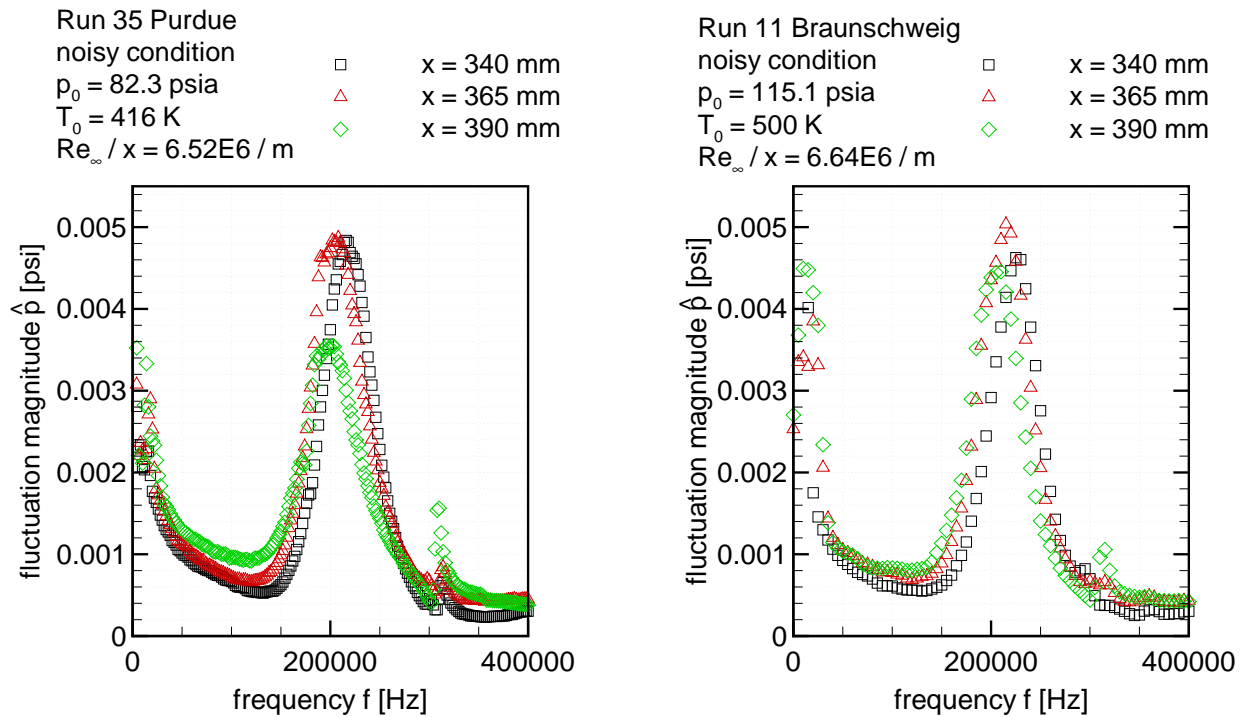 Run 35 Purdue
noisy condition
p₀ = 82.3 psia
T₀ = 416 K
Re∞ / x = 6.52E6 / m
x = 340 mm
x = 365 mm
x = 390 mm
fluctuation magnitude p̂ [psi]
0.005
0.004
0.003
0.002
0.001
0
0 200000 400000
frequency f [Hz]
Run 11 Braunschweig
noisy condition
p₀ = 115.1 psia
T₀ = 500 K
Re∞ / x = 6.64E6 / m
x = 340 mm
x = 365 mm
x = 390 mm
fluctuation magnitude p̂ [psi]
0.005
0.004
0.003
0.002
0.001
0
0 200000 400000
frequency f [Hz]